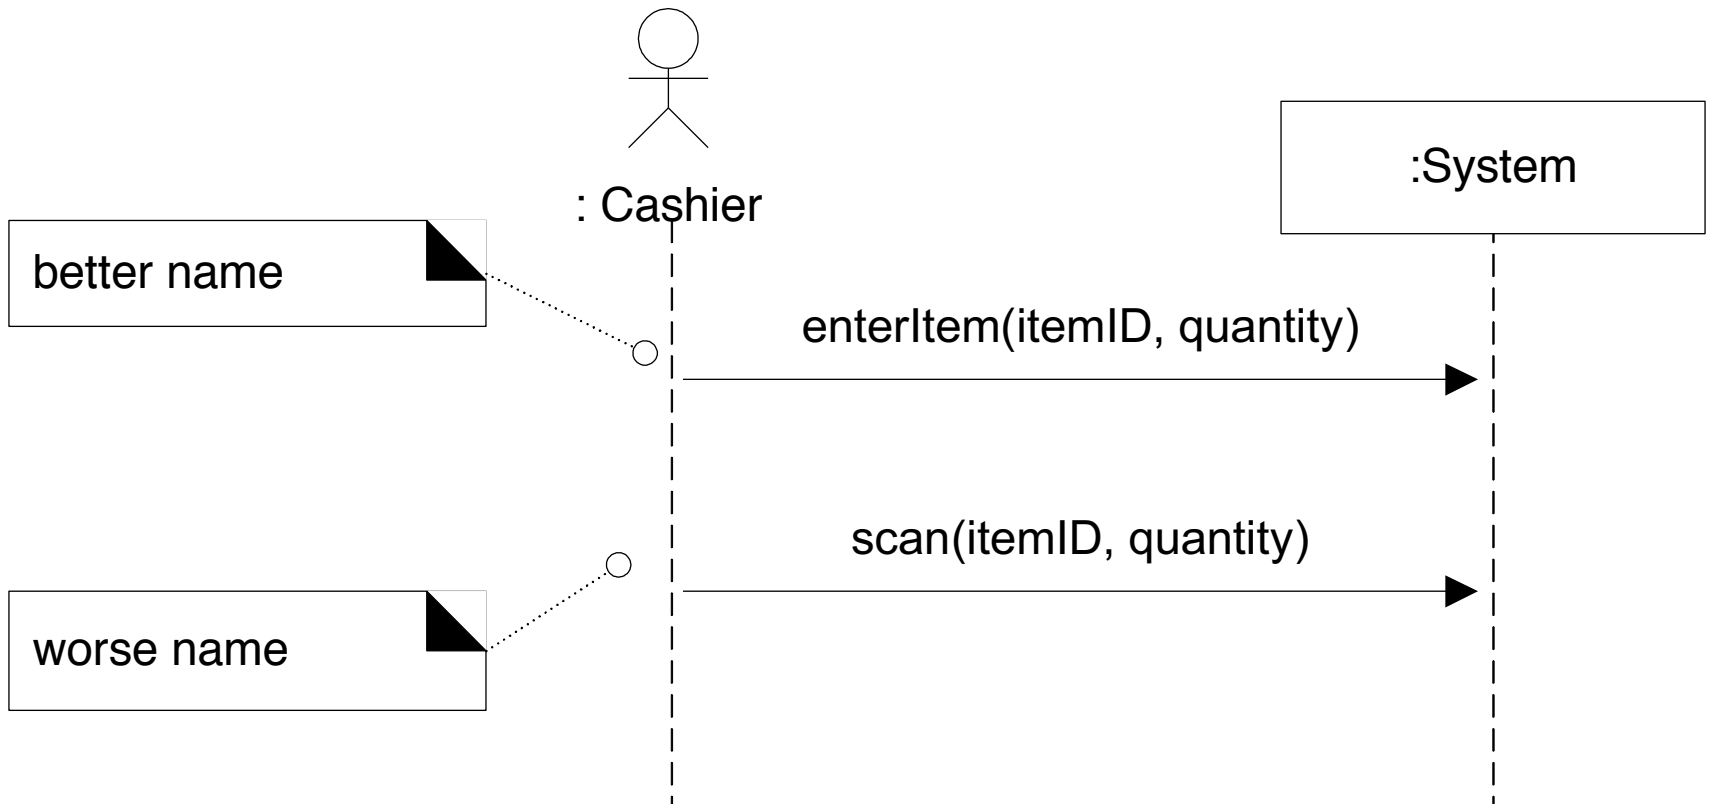 :System
: Cashier
better name
enterItem(itemID, quantity)
scan(itemID, quantity)
worse name